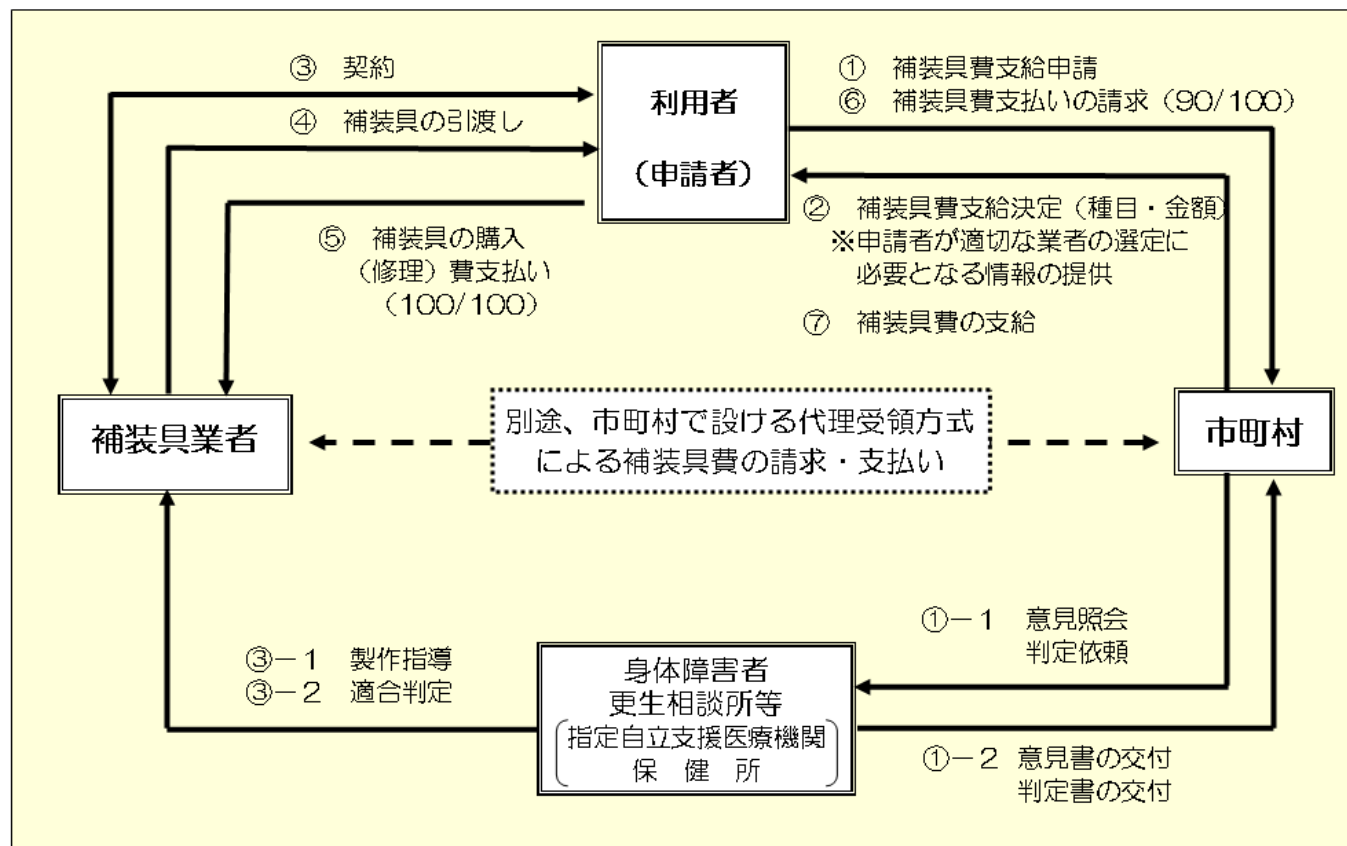 ③　契約
④　補装具の引渡し
利用者
（申請者）
①　補装具費支給申請
⑥　補装具費支払いの請求（90/100）
②　補装具費支給決定（種目・金額）
※申請者が適切な業者の選定に
必要となる情報の提供
⑦　補装具費の支給
⑤　補装具の購入
（修理）費支払い
（100/100）
補装具業者
別途、市町村で設ける代理受領方式
による補装具費の請求・支払い
市町村
③－１　製作指導
③－２　適合判定
身体障害者
更生相談所等
（指定自立支援医療機関
保　健　所）
①－１　意見照会
判定依頼
①－２　意見書の交付
判定書の交付